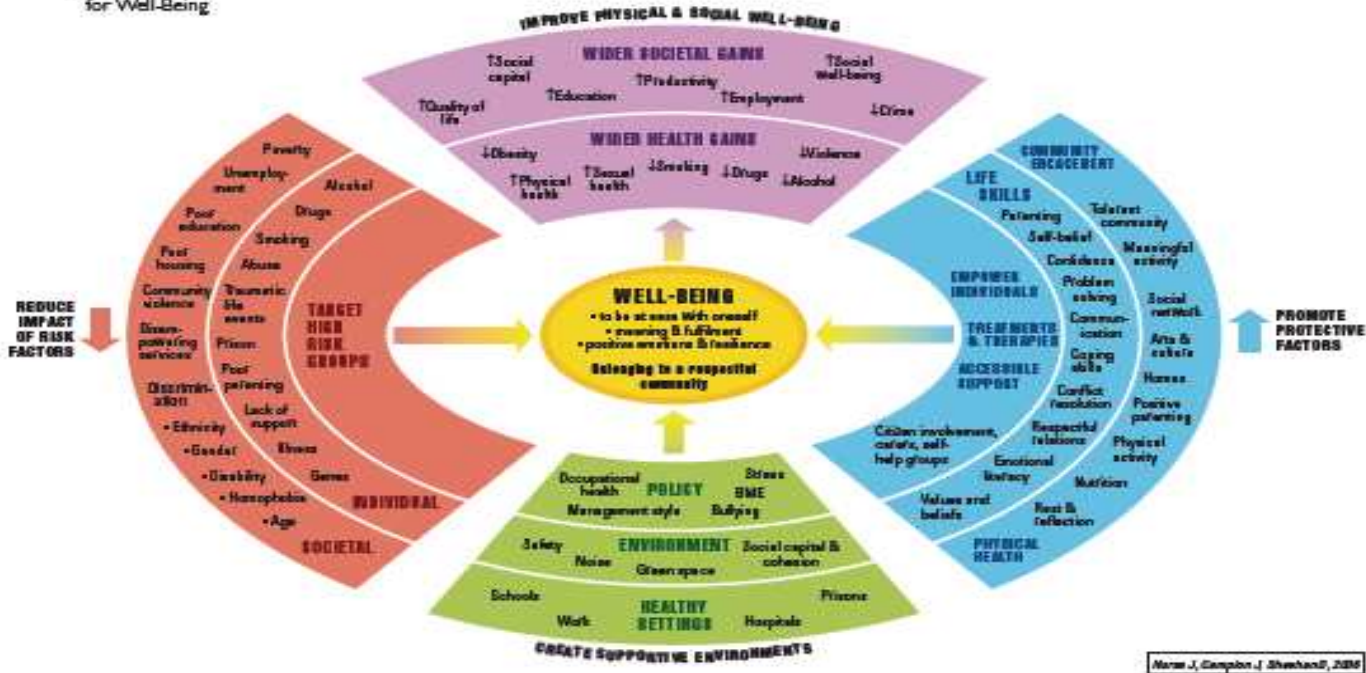 for Well-Being
IMPROVE PHYSICAL & SOCIAL WELL-BEING
WIDER SOCIETAL GAINS
↑Social
capital
↑Social
Well-being
↑Productivity
↑Education
↑Employment
↑Quality of
life
↓Crime
WIDER HEALTH GAINS
↓Obesity
↑Physical
health
↑Sexual
health
↓Smoking
↓Drugs
↓Violence
↓Alcohol
REDUCE
IMPACT
OF RISK
FACTORS
Poverty
Unemploy-
ment
Poor
education
Poor
housing
Community
violence
Disem-
powering
services
Discrimin-
ation
• Ethnicity
• Gender
• Disability
• Homophobia
• Age
SOCIETAL
Alcohol
Drugs
Smoking
Abuse
Traumatic
life
events
Prison
Poor
parenting
Lack of
support
Illness
Genes
INDIVIDUAL
TARGET
HIGH
RISK
GROUPS
WELL-BEING
• to be at ease with oneself
• meaning & fulfilment
• positive emotions & resilience
Belonging to a respectful
community
COMMUNITY
ENGAGEMENT
Tolerant
community
Meaningful
activity
Social
network
Arts &
culture
Homes
Positive
parenting
Physical
activity
Nutrition
Rest &
reflection
PHYSICAL
HEALTH
LIFE
SKILLS
Parenting
Self-belief
Confidence
Problem
solving
Commun-
ication
Coping
skills
Conflict
resolution
Respectful
relations
Emotional
literacy
Values and
beliefs
EMPOWER
INDIVIDUALS
TREATMENTS
& THERAPIES
ACCESSIBLE
SUPPORT
Citizen involvement,
carers, self-
help groups
PROMOTE
PROTECTIVE
FACTORS
Occupational
health
POLICY
Stress
BME
Management style
Bullying
Safety
ENVIRONMENT
Social capital &
cohesion
Noise
Green space
Schools
Prisons
HEALTHY
SETTINGS
Work
Hospitals
CREATE SUPPORTIVE ENVIRONMENTS
Nurse J, Campion J, Sheehan D, 2006